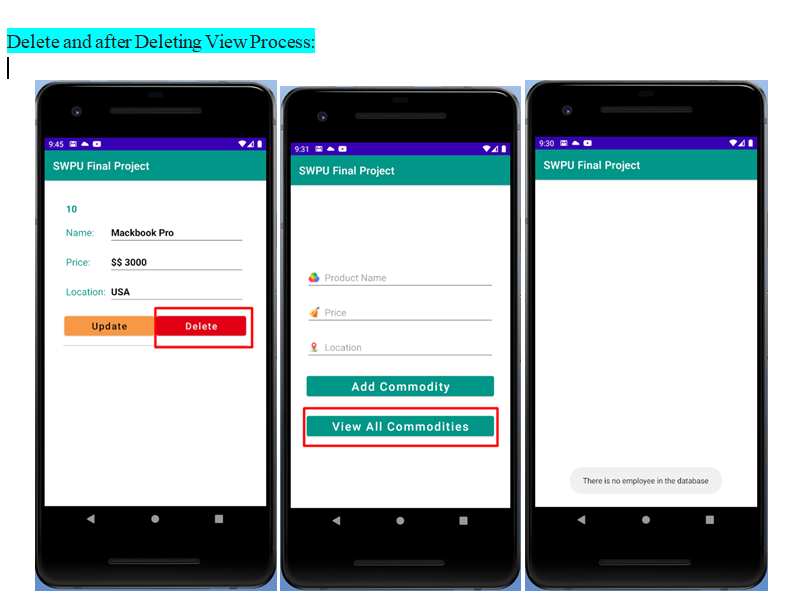 Delete and after Deleting View Process:
9:45
SWPU Final Project
10
Name: Mackbook Pro
Price: $$ 3000
Location: USA
Update Delete
9:31
SWPU Final Project
Product Name
Price
Location
Add Commodity
View All Commodities
9:30
SWPU Final Project
There is no employee in the database